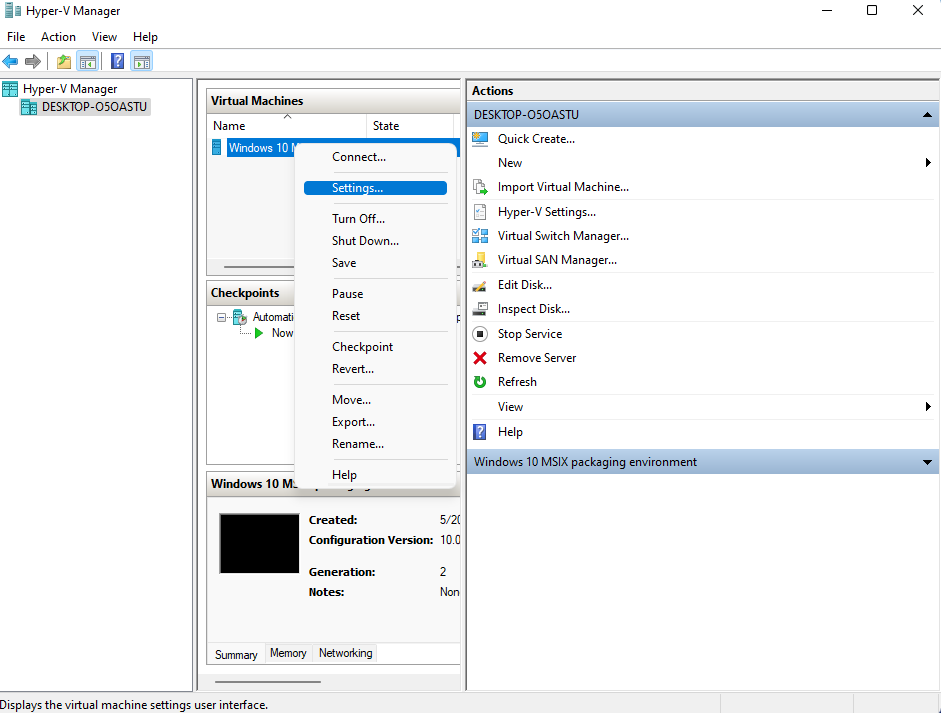 Hyper-V Manager
File Action View Help
Hyper-V Manager
DESKTOP-O5OASTU
Virtual Machines
Name State
Windows 10 M
Connect...
Settings...
Turn Off...
Shut Down...
Save
Pause
Reset
Checkpoint
Revert...
Move...
Export...
Rename...
Help
Checkpoints
Automati
Now
Windows 10 MS
Created: 5/20
Configuration Version: 10.0
Generation: 2
Notes: Non
Summary Memory Networking
Actions
DESKTOP-O5OASTU
Quick Create...
New
Import Virtual Machine...
Hyper-V Settings...
Virtual Switch Manager...
Virtual SAN Manager...
Edit Disk...
Inspect Disk...
Stop Service
Remove Server
Refresh
View
Help
Windows 10 MSIX packaging environment
Displays the virtual machine settings user interface.